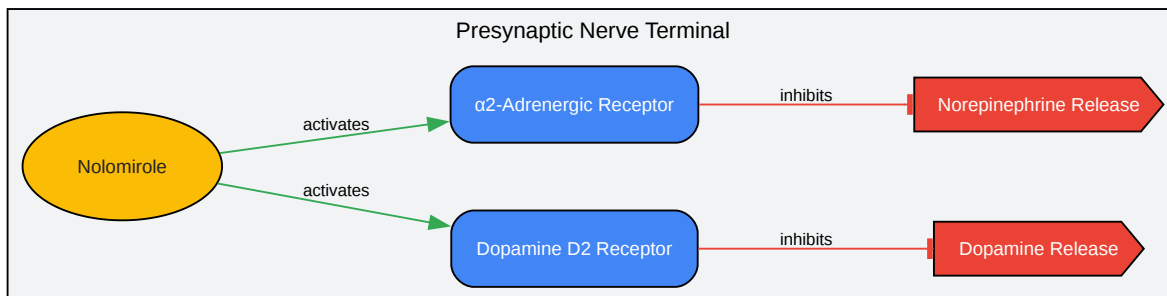 Presynaptic Nerve Terminal
Nolomirole
activates
α2-Adrenergic Receptor
inhibits
Norepinephrine Release
activates
Dopamine D2 Receptor
inhibits
Dopamine Release